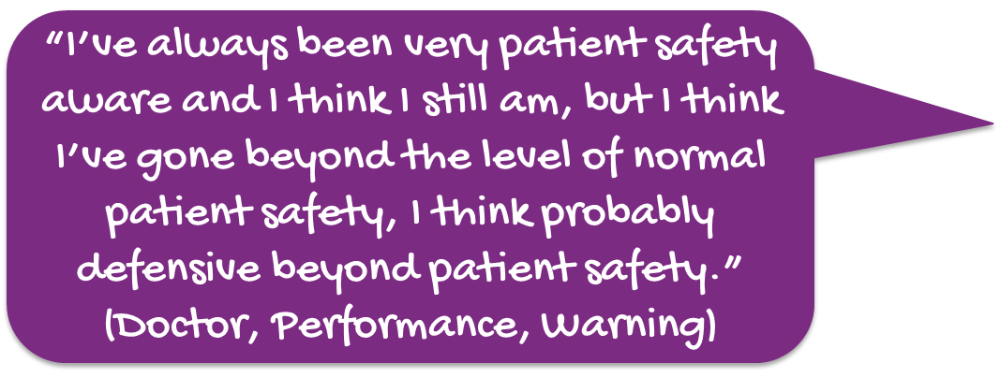 “I’ve always been very patient safety
aware and I think I still am, but I think
I’ve gone beyond the level of normal
patient safety, I think probably
defensive beyond patient safety.”
(Doctor, Performance, Warning)